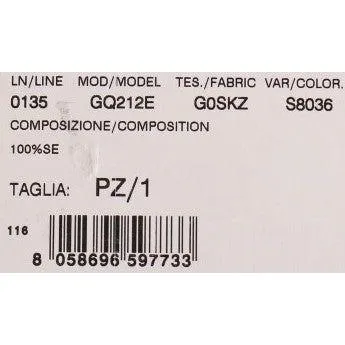 LN/LINE MOD/MODEL TES./FABRIC VAR/COLOR.
0135 GQ212E G0SKZ S8036
COMPOSIZIONE/COMPOSITION
100%SE
TAGLIA: PZ/1
116
8 058696 597733